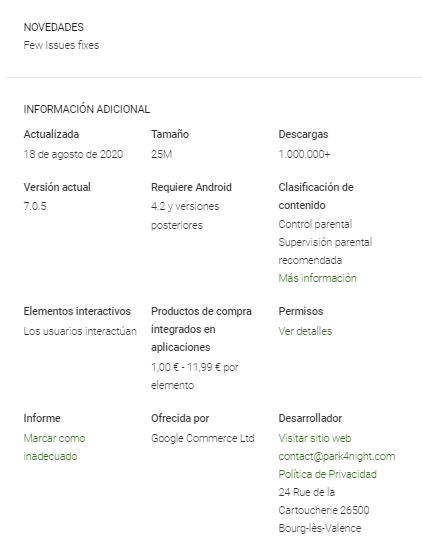 NOVEDADES
Few Issues fixes
INFORMACIÓN ADICIONAL
Actualizada
18 de agosto de 2020
Tamaño
25M
Descargas
1.000.000+
Versión actual
7.0.5
Requiere Android
4.2 y versiones
posteriores
Clasificación de
contenido
Control parental
Supervisión parental
recomendada
Más información
Elementos interactivos
Los usuarios interactúan
Productos de compra
integrados en
aplicaciones
1,00 € - 11,99 € por
elemento
Permisos
Ver detalles
Informe
Marcar como
inadecuado
Ofrecida por
Google Commerce Ltd
Desarrollador
Visitar sitio web
contact@park4night.com
Política de Privacidad
24 Rue de la
Cartoucherie 26500
Bourg-lès-Valence